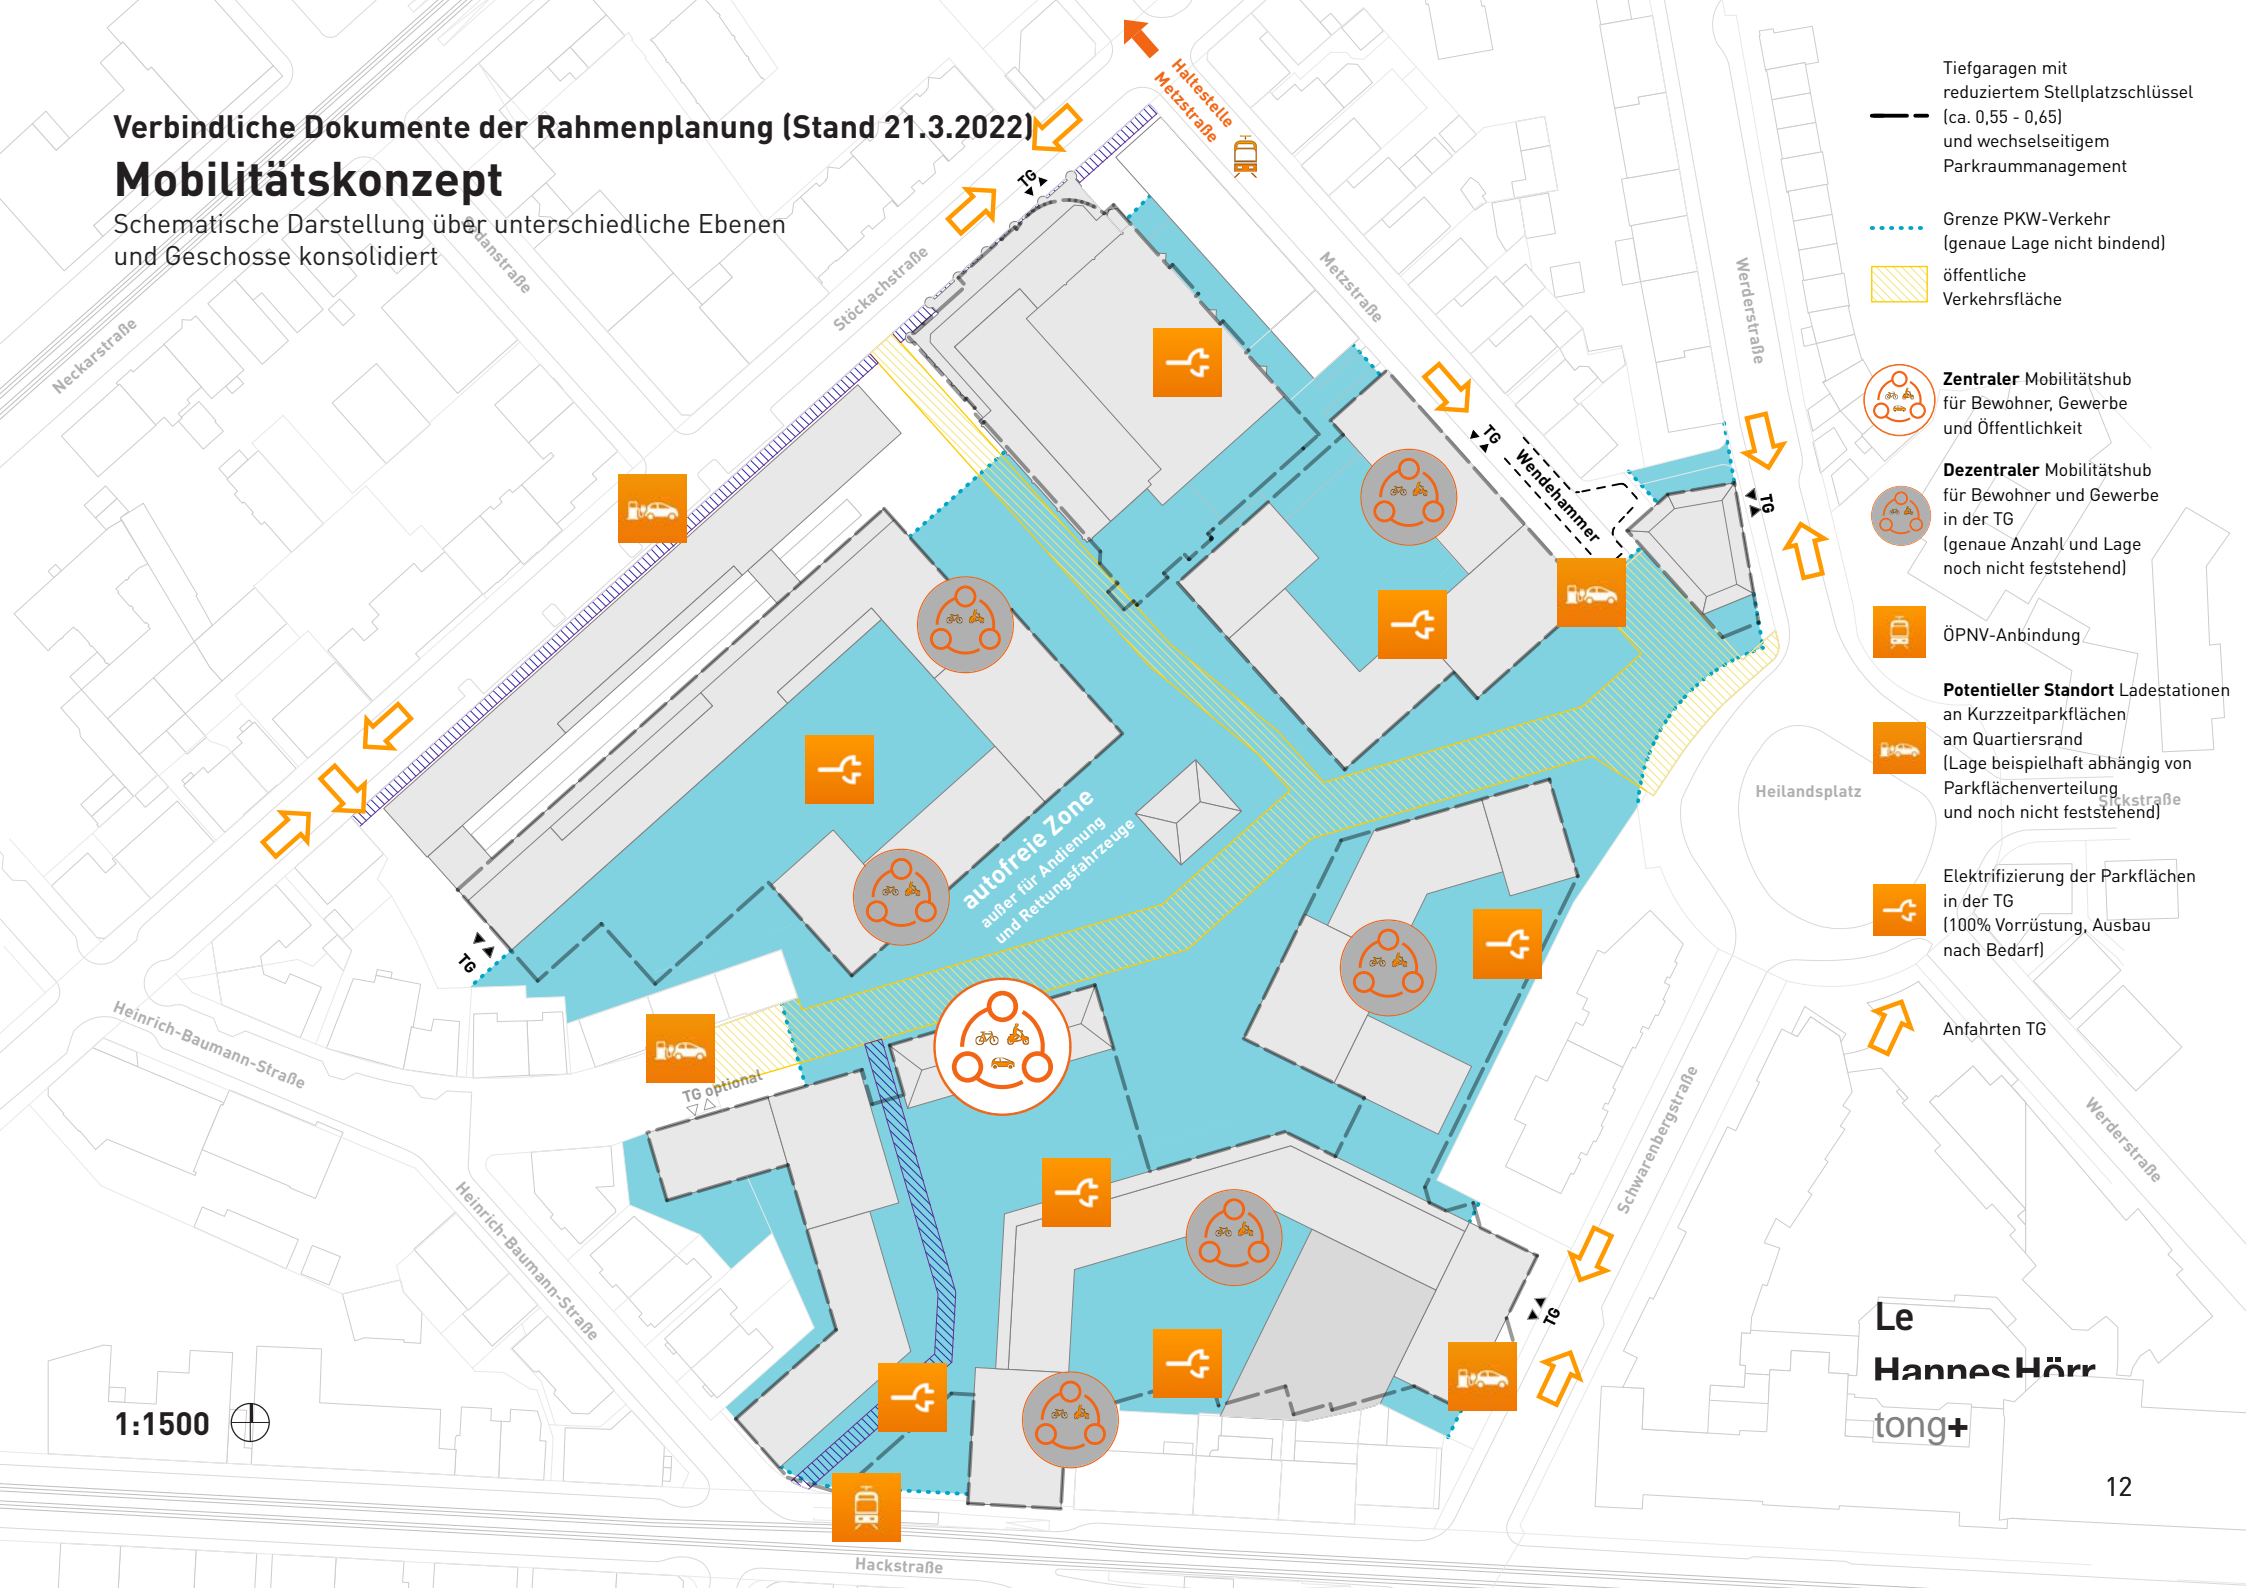 Verbindliche Dokumente der Rahmenplanung (Stand 21.3.2022)
Mobilitätskonzept
Schematische Darstellung über unterschiedliche Ebenen
und Geschosse konsolidiert
Haltestelle
Metzstraße
TG
Neckarstraße
Sedanstraße
Stöckachstraße
Metzstraße
Werderstraße
TG
Wendehammer
TG
autofreie Zone
außer für Andienung
und Rettungsfahrzeuge
Heilandsplatz
Sickstraße
TG
Heinrich-Baumann-Straße
TG optional
Heinrich-Baumann-Straße
Schwarenbergstraße
Werderstraße
TG
Hackstraße
1:1500
Tiefgaragen mit
reduziertem Stellplatzschlüssel
(ca. 0,55 - 0,65)
und wechselseitigem
Parkraummanagement
Grenze PKW-Verkehr
(genaue Lage nicht bindend)
öffentliche
Verkehrsfläche
Zentraler Mobilitätshub
für Bewohner, Gewerbe
und Öffentlichkeit
Dezentraler Mobilitätshub
für Bewohner und Gewerbe
in der TG
(genaue Anzahl und Lage
noch nicht feststehend)
ÖPNV-Anbindung
Potentieller Standort Ladestationen
an Kurzzeitparkflächen
am Quartiersrand
(Lage beispielhaft abhängig von
Parkflächenverteilung
und noch nicht feststehend)
Elektrifizierung der Parkflächen
in der TG
(100% Vorrüstung, Ausbau
nach Bedarf)
Anfahrten TG
Le
Hannes Hörr
tong+
12